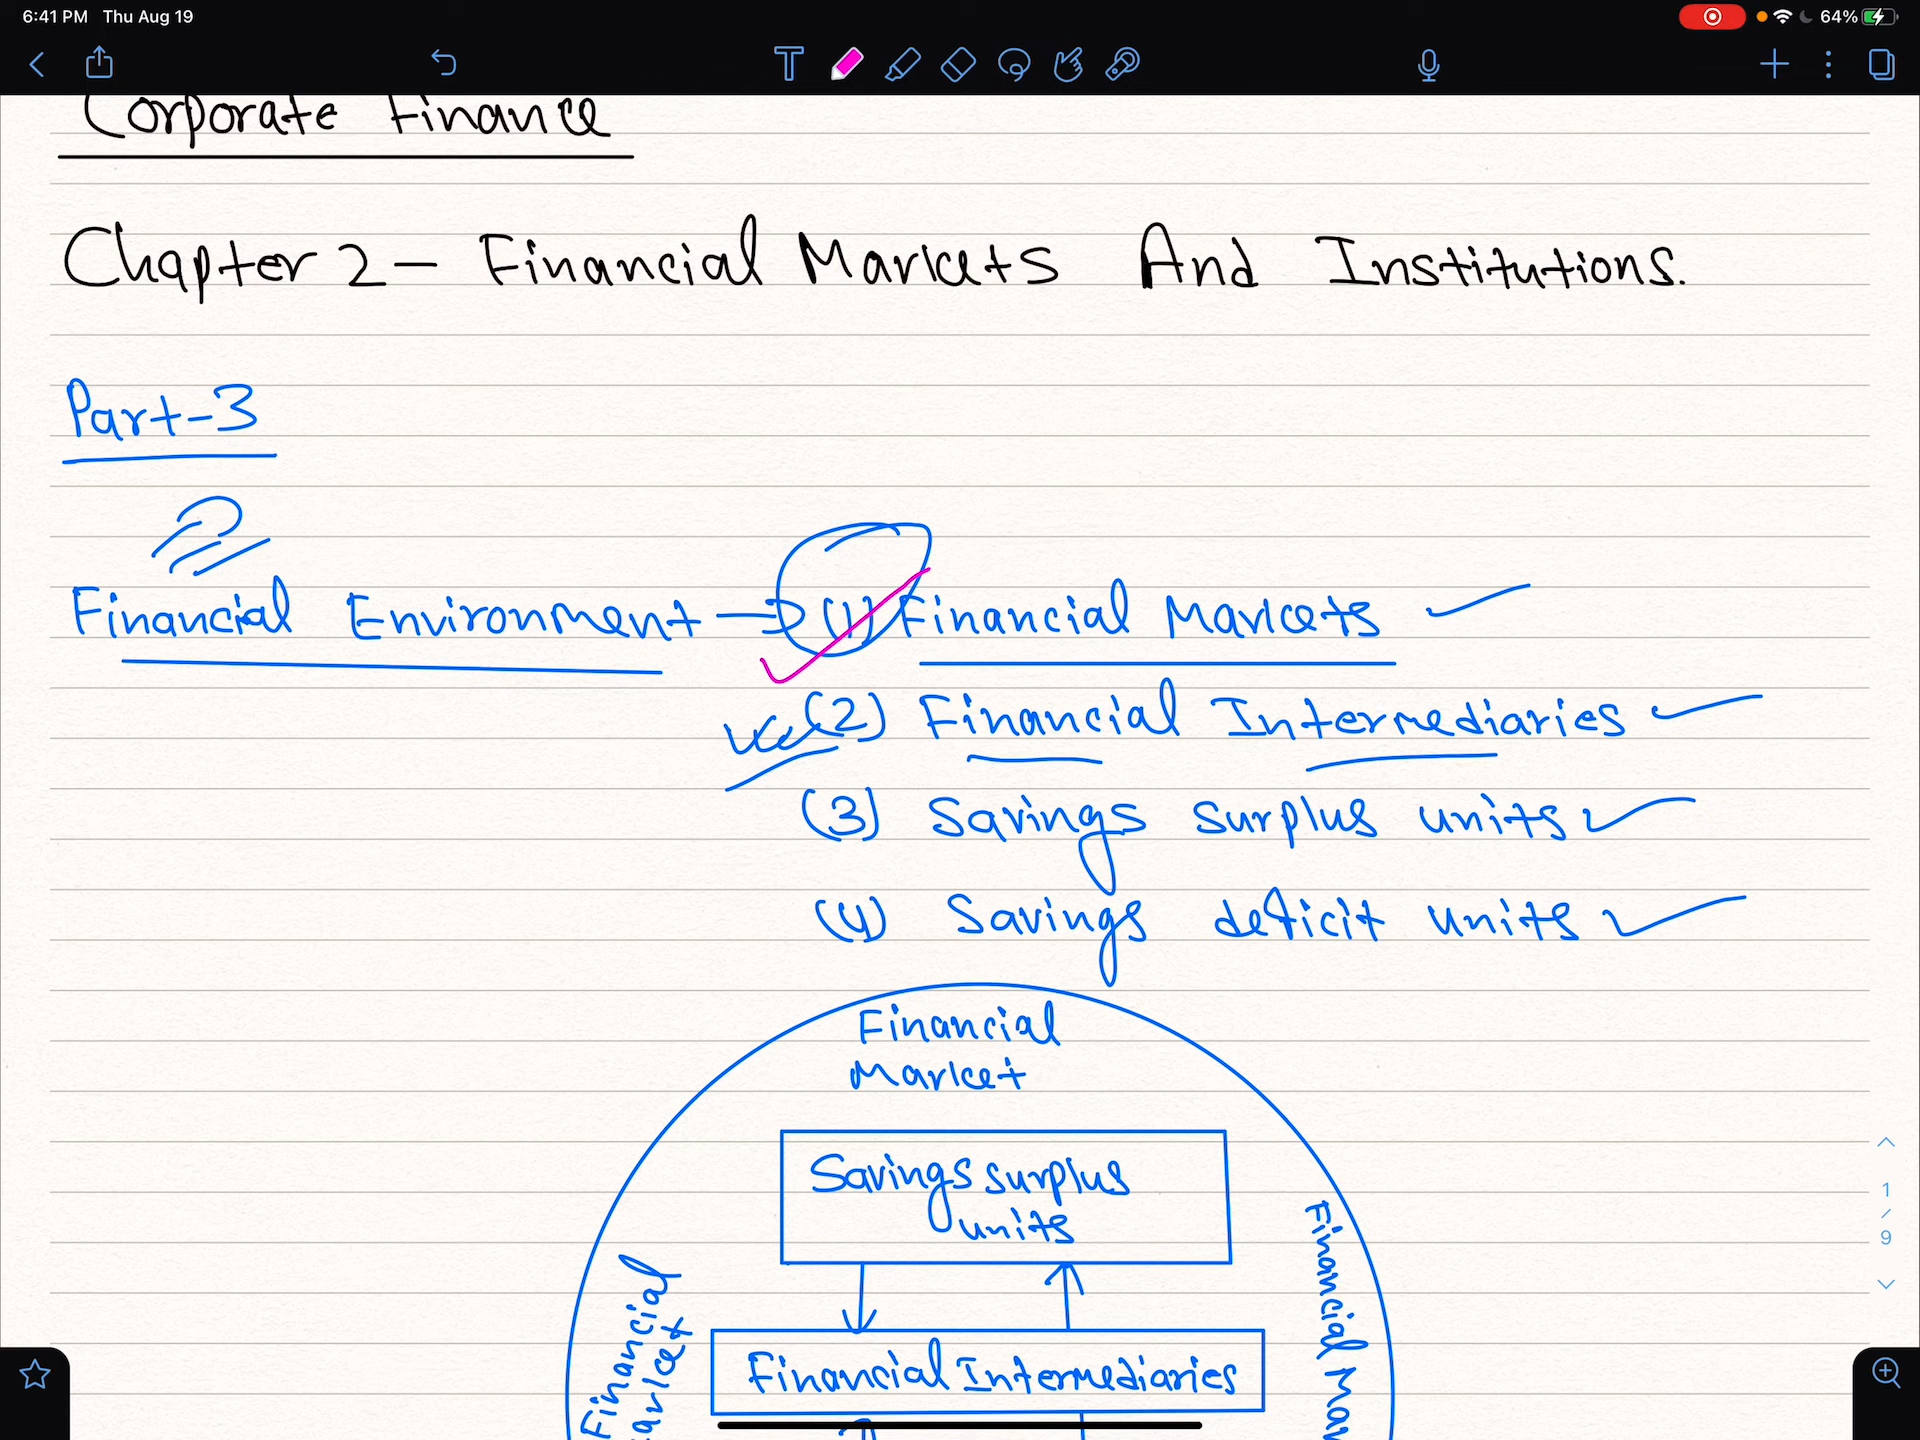 6:41 PM Thu Aug 19
64%
Corporate Finance
Chapter 2 - Financial Markets And Institutions.
Part-3
Financial Environment → (1) Financial Markets
(2) Financial Intermediaries
(3) Savings surplus units
(4) Savings deficit units
Financial
Market
Savings surplus
units
Financial
Market
Financial Mar
Financial Intermediaries
1
/
9